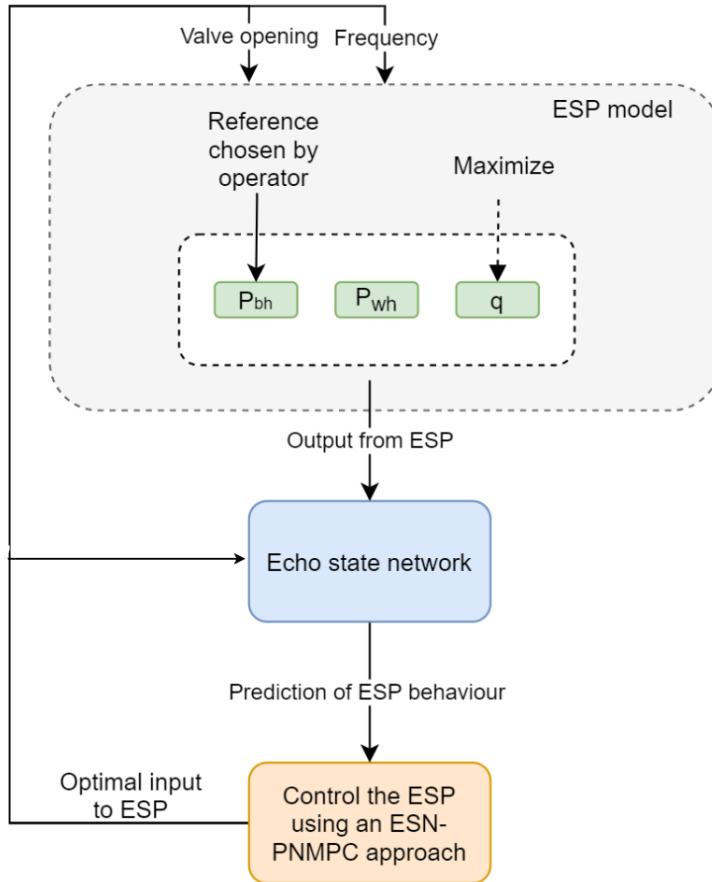 Valve opening
Frequency
ESP model
Reference
chosen by
operator
Maximize
Pbh
Pwh
q
Output from ESP
Echo state
network
Prediction of ESP behaviour
Optimal input
to ESP
Control the ESP
using an ESN-
PNMPC approach